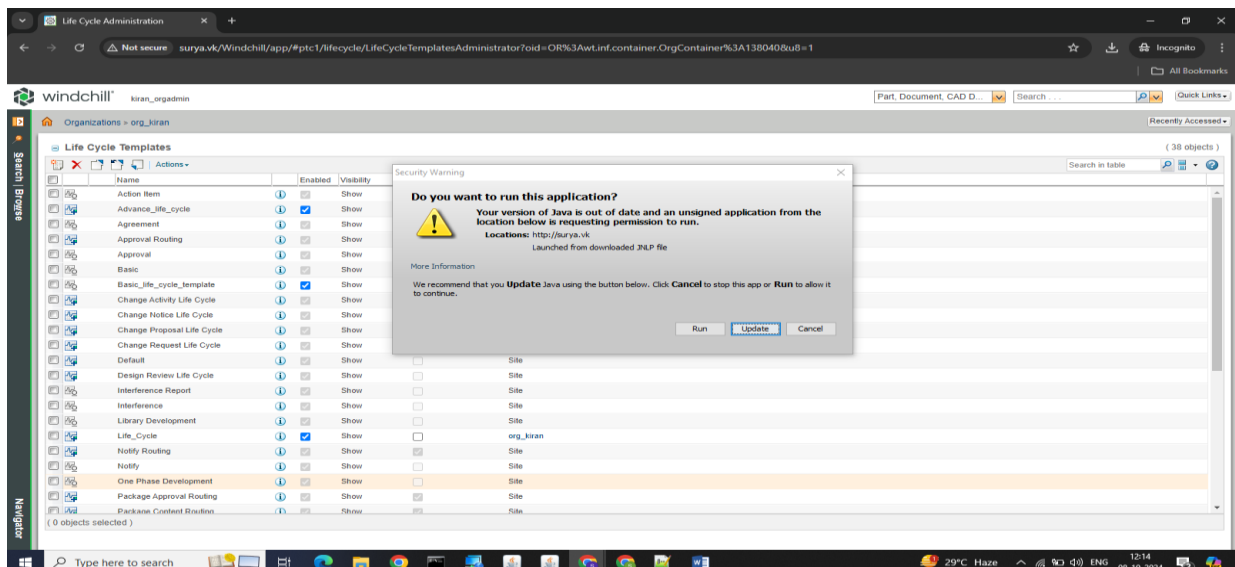 Life Cycle Administration
Not secure surya.vk/Windchill/app/#ptc1/lifecycle/LifeCycleTemplatesAdministrator?oid=OR%3Awt.inf.container.OrgContainer%3A138040&u8=1
Incognito
All Bookmarks
windchill kiran_orgadmin
Part, Document, CAD D... Search . . . Quick Links
Organizations > org_kiran
Recently Accessed
Life Cycle Templates
( 38 objects )
Actions
Search in table
Name Enabled Visibility
Action Item Show
Advance_life_cycle Show
Agreement Show
Approval Routing Show
Approval Show
Basic Show
Basic_life_cycle_template Show
Change Activity Life Cycle Show
Change Notice Life Cycle Show
Change Proposal Life Cycle Show
Change Request Life Cycle Show
Default Show Site
Design Review Life Cycle Show Site
Interference Report Show Site
Interference Show Site
Library Development Show Site
Life_Cycle Show org_kiran
Notify Routing Show Site
Notify Show Site
One Phase Development Show Site
Package Approval Routing Show Site
Package Content Routing Show Site
( 0 objects selected )
Search | Browse
Navigator
Security Warning
Do you want to run this application?
Your version of Java is out of date and an unsigned application from the
location below is requesting permission to run.
Locations: http://surya.vk
Launched from downloaded JNLP file
More Information
We recommend that you Update Java using the button below. Click Cancel to stop this app or Run to allow it
to continue.
Run Update Cancel
Type here to search
29°C Haze ENG 12:14
08-10-2024